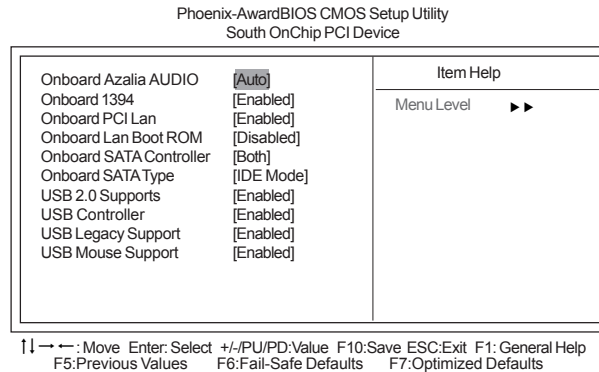 Phoenix-AwardBIOS CMOS Setup Utility
South OnChip PCI Device
Onboard Azalia AUDIO [Auto]
Onboard 1394 [Enabled]
Onboard PCI Lan [Enabled]
Onboard Lan Boot ROM [Disabled]
Onboard SATA Controller [Both]
Onboard SATA Type [IDE Mode]
USB 2.0 Supports [Enabled]
USB Controller [Enabled]
USB Legacy Support [Enabled]
USB Mouse Support [Enabled]
Item Help
Menu Level ►►
↑↓→←: Move Enter: Select +/-/PU/PD:Value F10:Save ESC:Exit F1: General Help
F5:Previous Values F6:Fail-Safe Defaults F7:Optimized Defaults